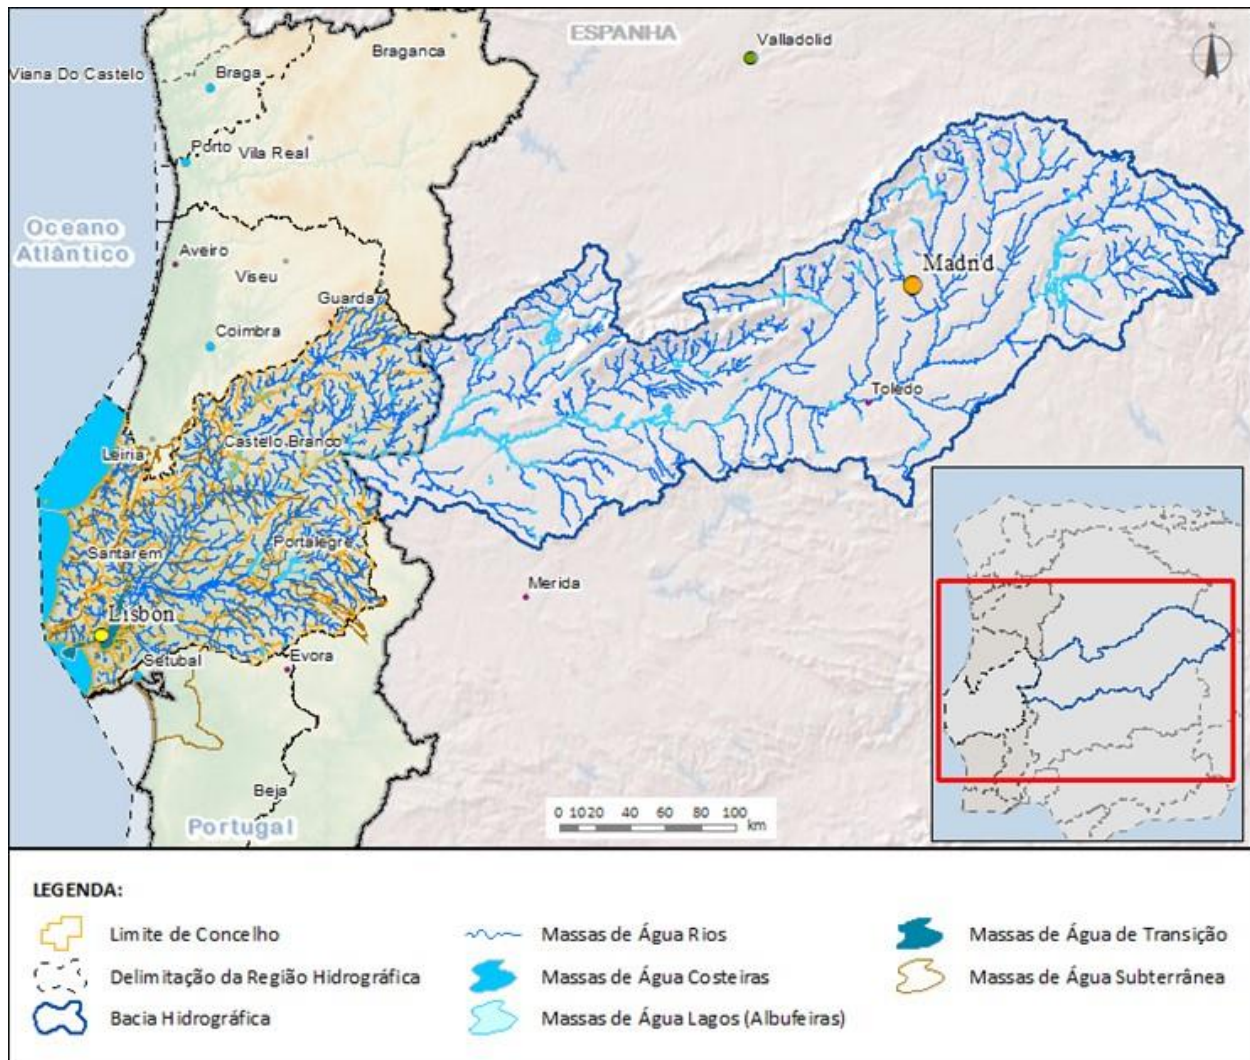 ESPANHA
Valladolid
N
Braganca
Viana Do Castelo
Braga
Porto
Vila Real
Oceano
Atlântico
Aveiro
Viseu
Madrid
Guarda
Coimbra
Toledo
Castelo Branco
Leiria
Santarem
Portalegre
Merida
Lisbon
Setubal
Evora
Beja
Portugal
0 1020 40 60 80 100
km
LEGENDA:
Limite de Concelho
Massas de Água Rios
Massas de Água de Transição
Delimitação da Região Hidrográfica
Massas de Água Costeiras
Massas de Água Subterrânea
Bacia Hidrográfica
Massas de Água Lagos (Albufeiras)